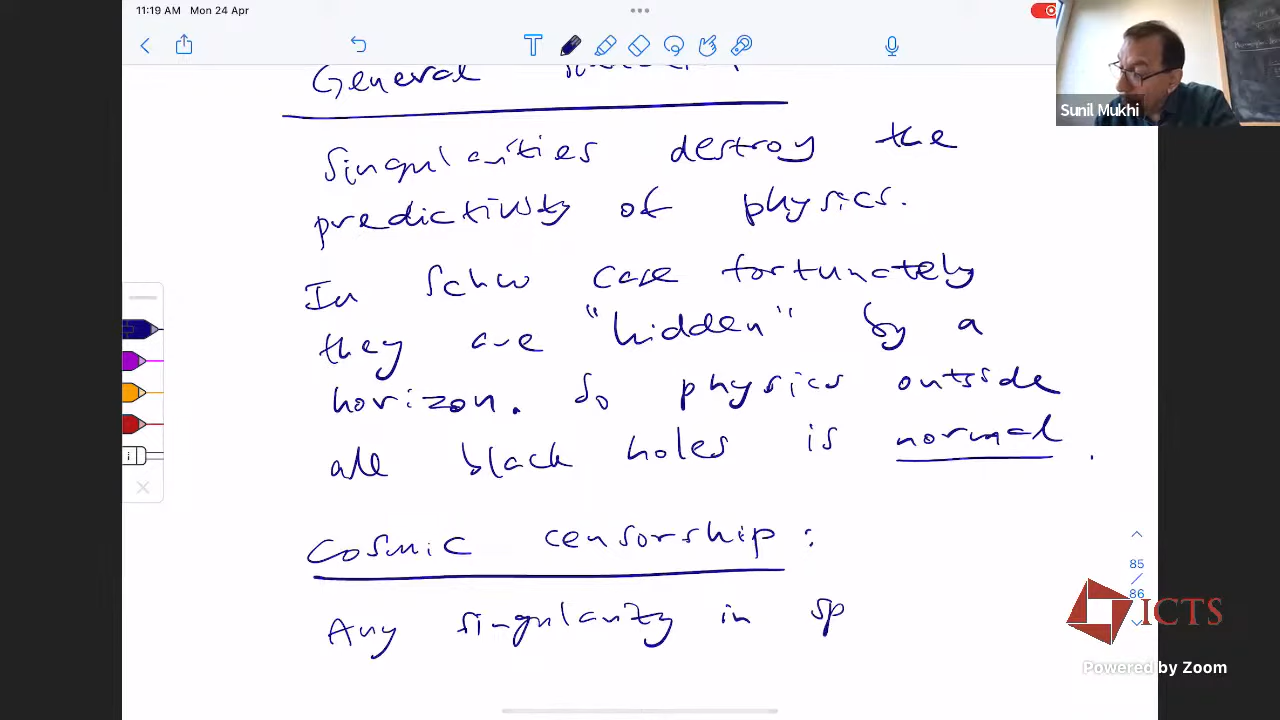 11:19 AM Mon 24 Apr
Sunil Mukhi
General
Singularities destroy the
predictivity of physics.
In Schw case fortunately
they are "hidden" by a
horizon. So physics outside
all black holes is normal.
Cosmic censorship:
Any singularity in sp
85
/
86
ICTS
Powered by Zoom